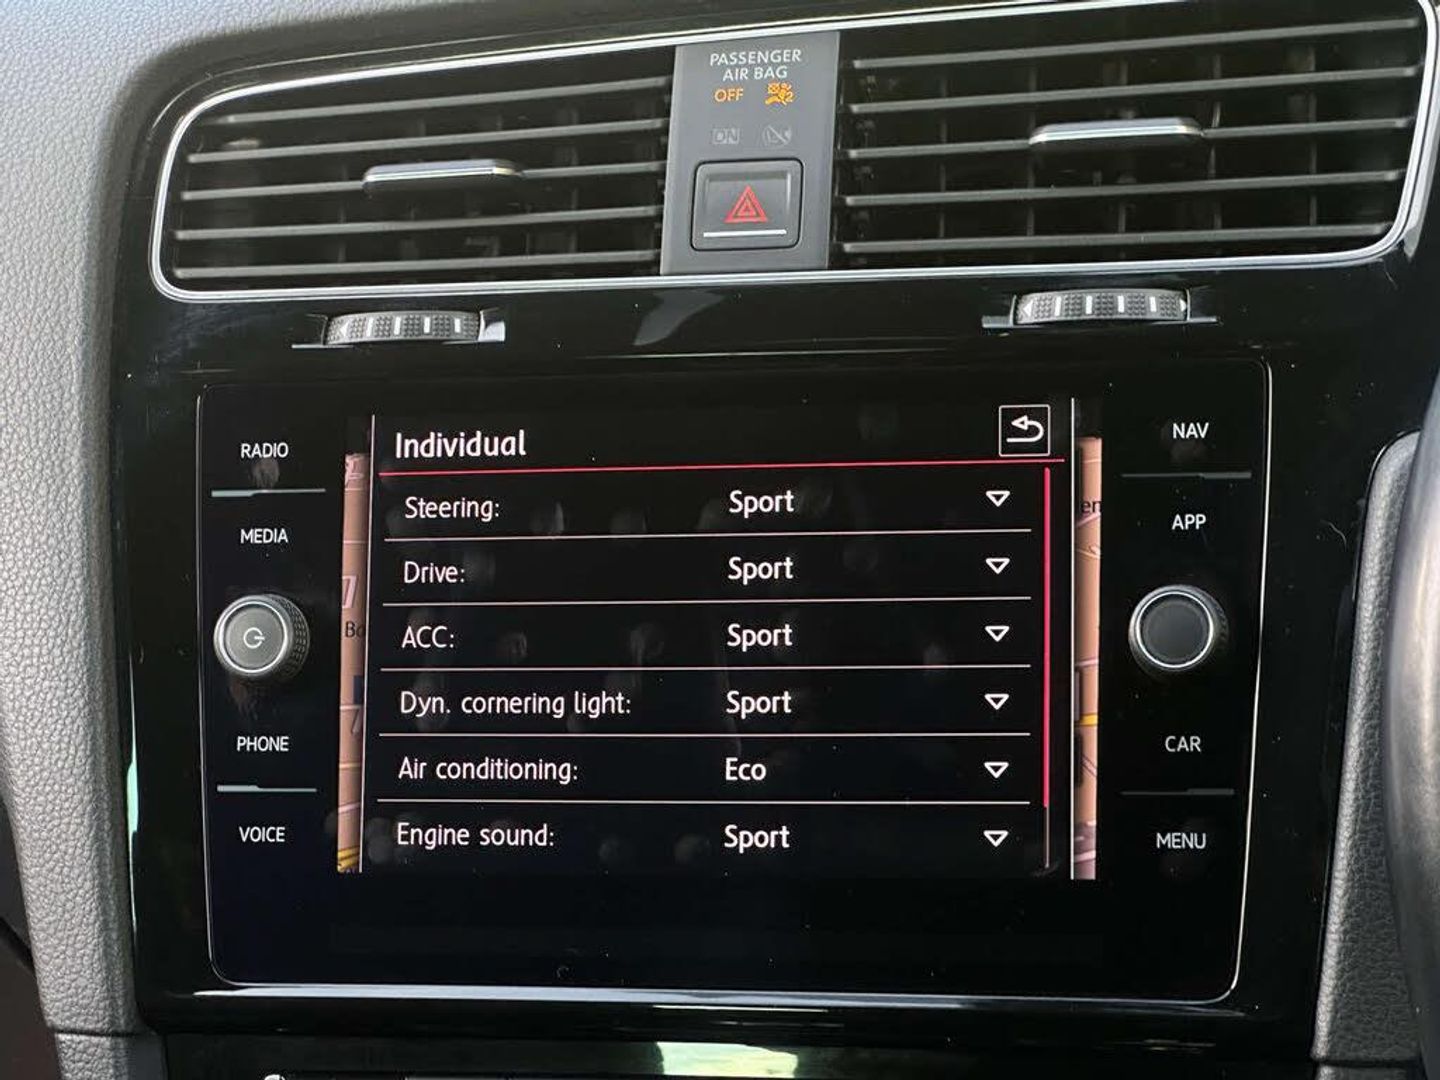 PASSENGER
AIR BAG
OFF
ON
RADIO
MEDIA
PHONE
VOICE
Individual
Steering: Sport
Drive: Sport
ACC: Sport
Dyn. cornering light: Sport
Air conditioning: Eco
Engine sound: Sport
NAV
APP
CAR
MENU